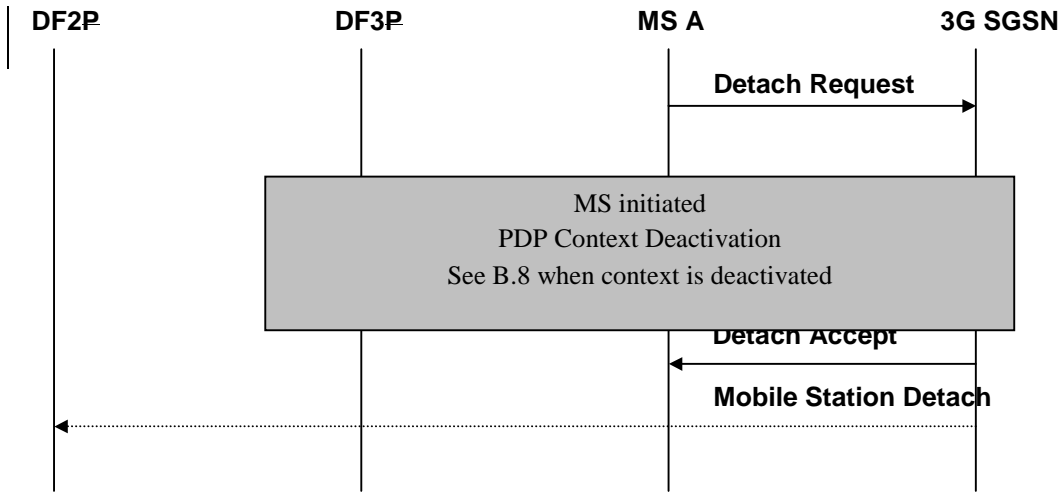 DF2P
DF3P
MS A
3G SGSN
Detach Request
MS initiated
PDP Context Deactivation
See B.8 when context is deactivated
Detach Accept
Mobile Station Detach